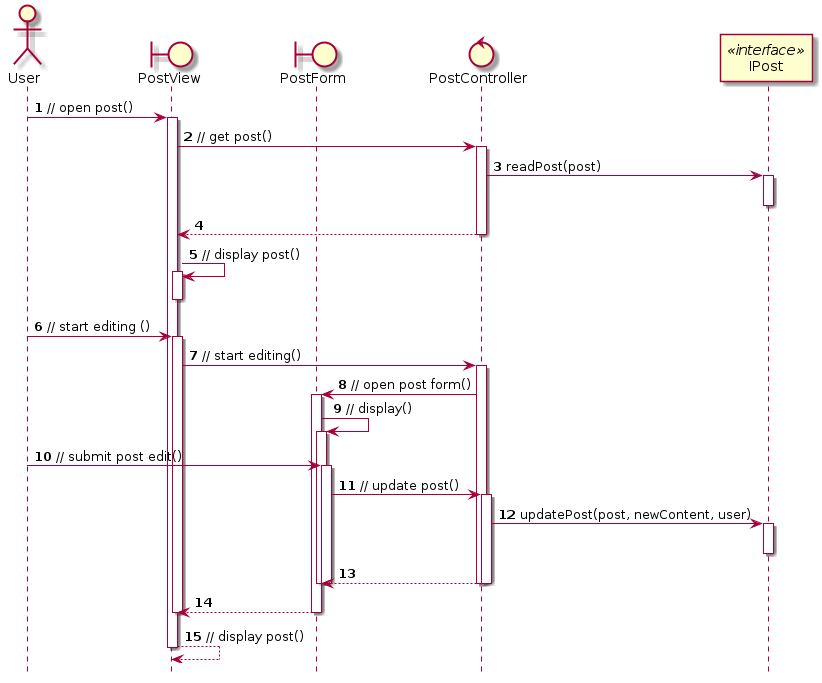 «interface»
IPost
User
PostView
PostForm
PostController
1 // open post()
2 // get post()
3 readPost(post)
4
5 // display post()
6 // start editing ()
7 // start editing()
8 // open post form()
9 // display()
10 // submit post edit()
11 // update post()
12 updatePost(post, newContent, user)
13
14
15 // display post()